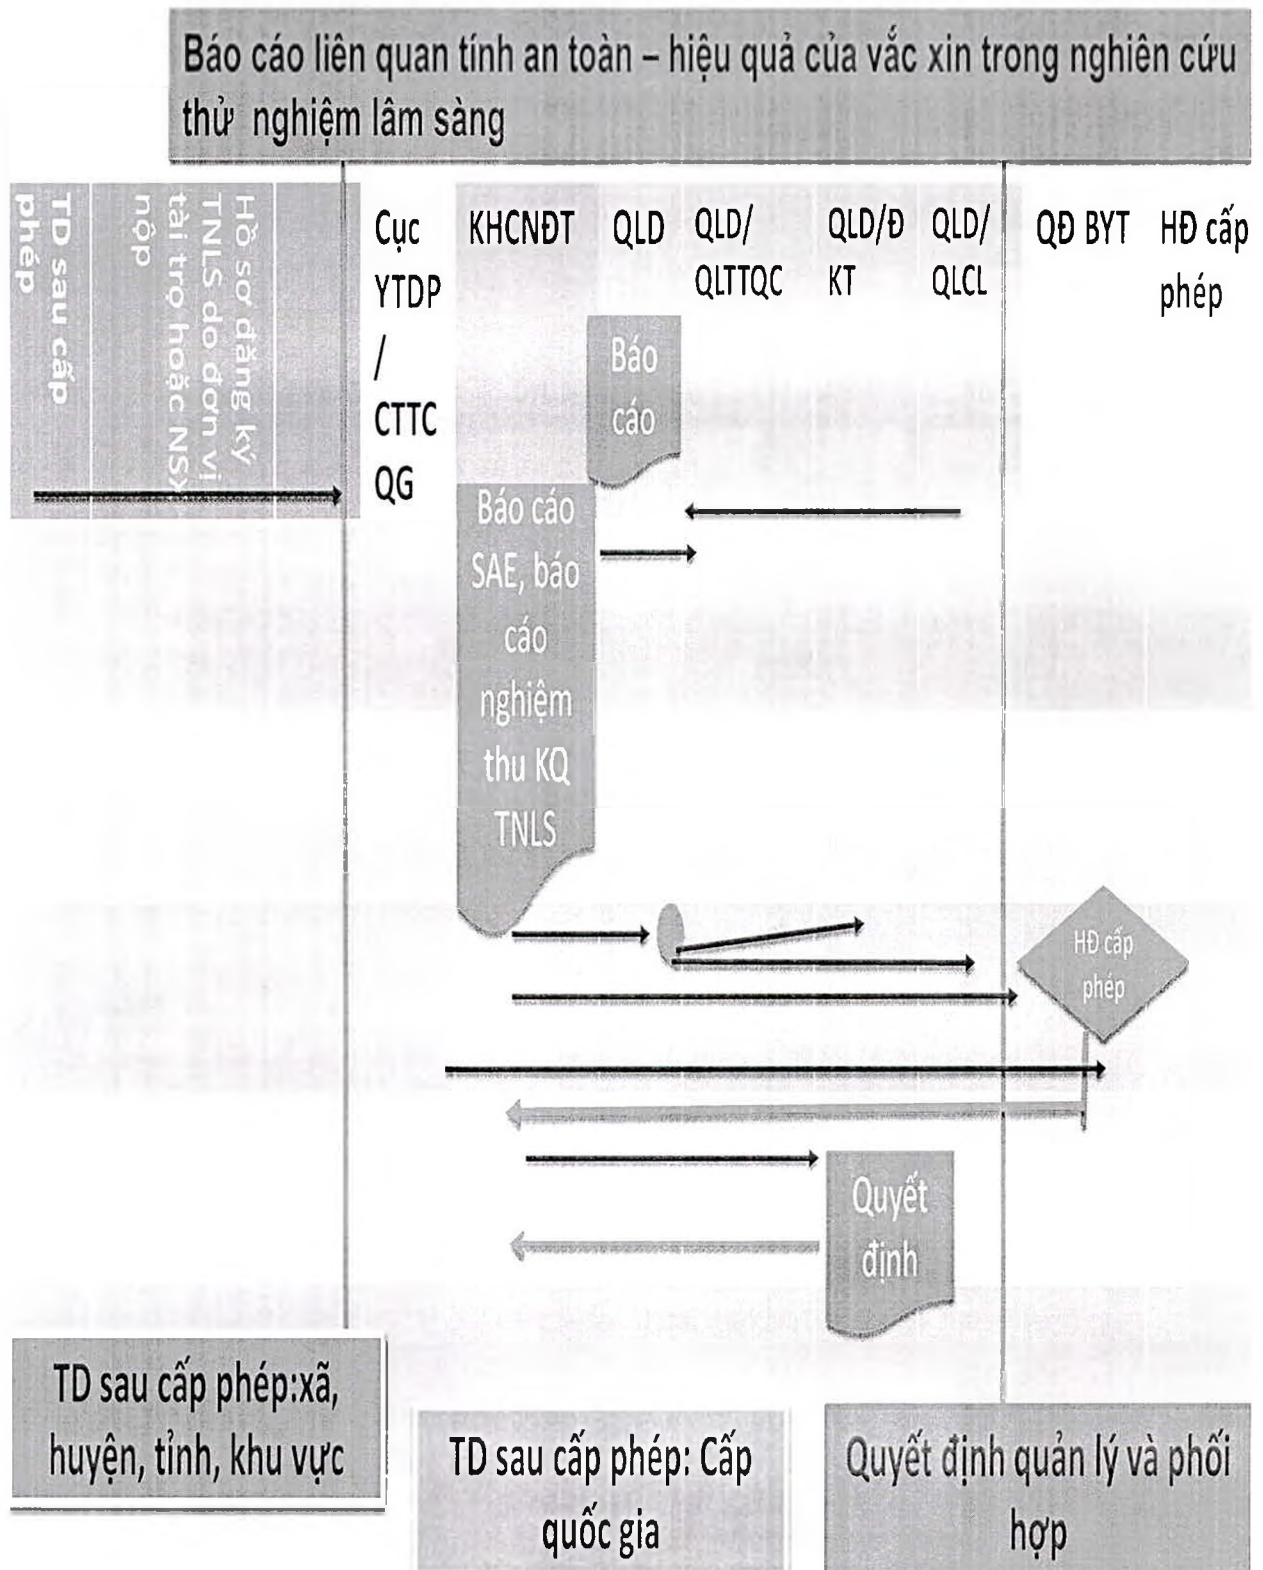 Báo cáo liên quan tính an toàn – hiệu quả của vắc xin trong nghiên cứu
thử nghiệm lâm sàng
TD sau cấp
phép
Hồ sơ đăng ký
TNLS do đơn vị
tài trợ hoặc NSX
nộp
Cục
YTDP
/
CTTC
QG
KHCNĐT
QLD
QLD/
QLTTQC
QLD/Đ
KT
QLD/
QLCL
QĐ BYT
HĐ cấp
phép
Báo
cáo
Báo cáo
SAE, báo
cáo
nghiệm
thu KQ
TNLS
HĐ cấp
phép
Quyết
định
TD sau cấp phép:xã,
huyện, tỉnh, khu vực
TD sau cấp phép: Cấp
quốc gia
Quyết định quản lý và phối
hợp